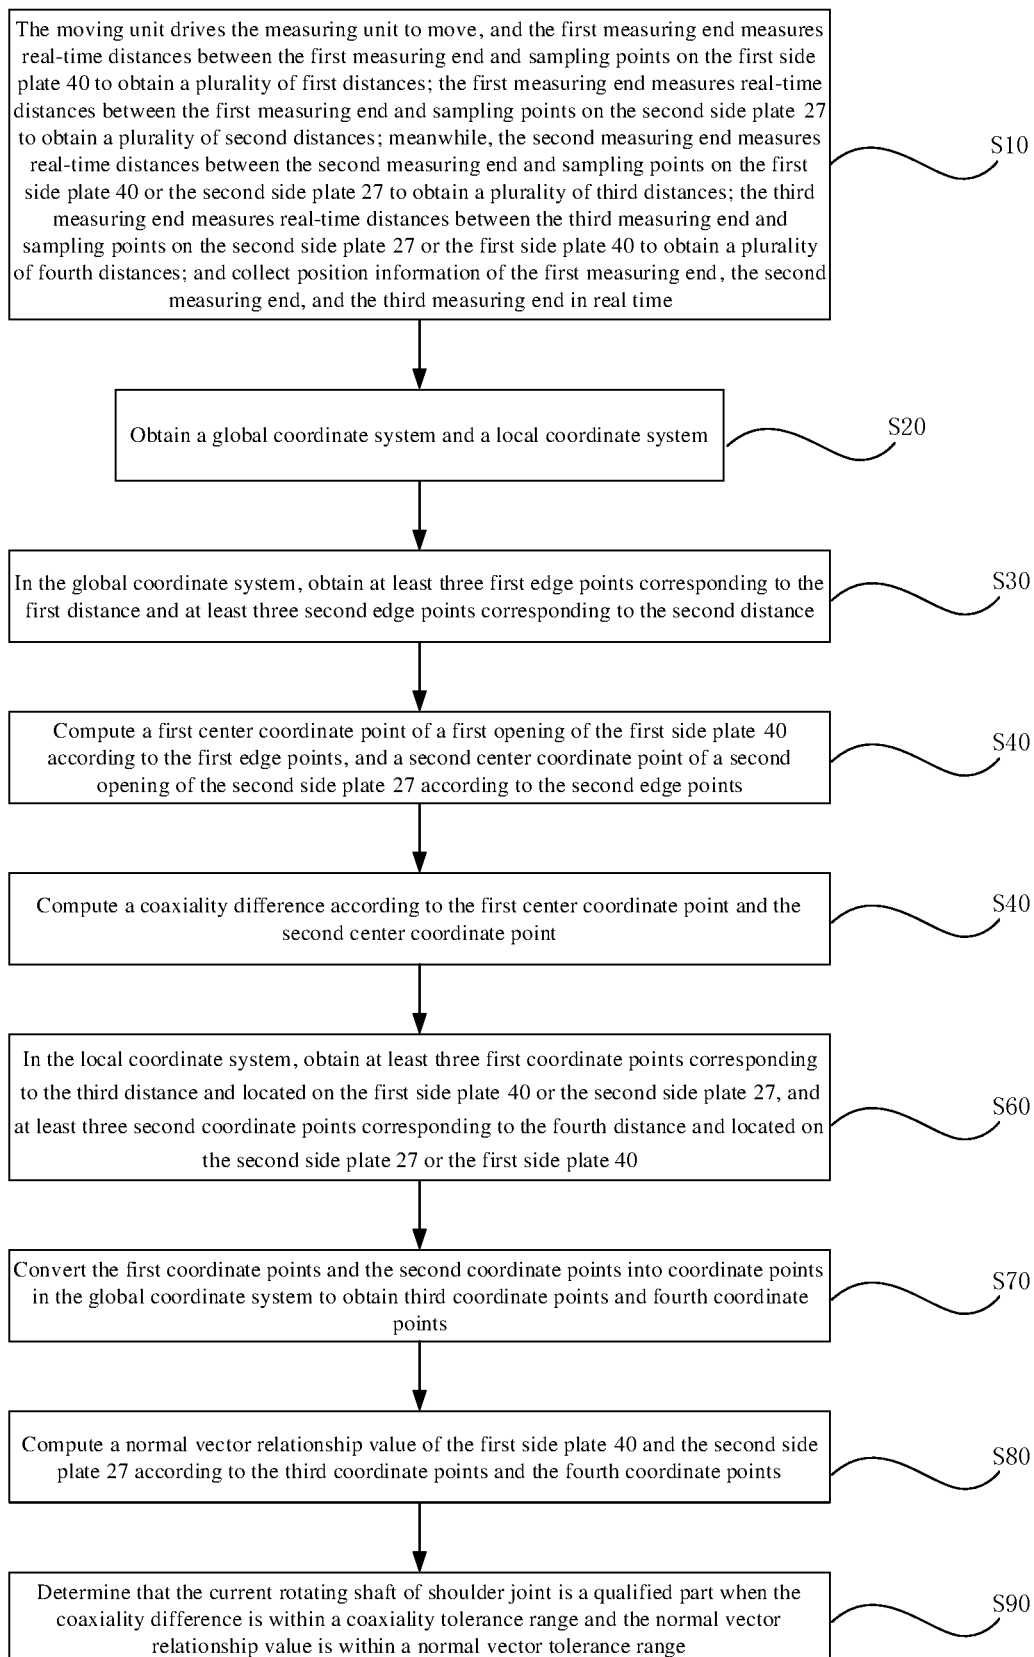 The moving unit drives the measuring unit to move, and the first measuring end measures
real-time distances between the first measuring end and sampling points on the first side
plate 40 to obtain a plurality of first distances; the first measuring end measures real-time
distances between the first measuring end and sampling points on the second side plate 27
to obtain a plurality of second distances; meanwhile, the second measuring end measures
real-time distances between the second measuring end and sampling points on the first
side plate 40 or the second side plate 27 to obtain a plurality of third distances; the third
measuring end measures real-time distances between the third measuring end and
sampling points on the second side plate 27 or the first side plate 40 to obtain a plurality
of fourth distances; and collect position information of the first measuring end, the second
measuring end, and the third measuring end in real time
S10
Obtain a global coordinate system and a local coordinate system
S20
In the global coordinate system, obtain at least three first edge points corresponding to the
first distance and at least three second edge points corresponding to the second distance
S30
Compute a first center coordinate point of a first opening of the first side plate 40
according to the first edge points, and a second center coordinate point of a second
opening of the second side plate 27 according to the second edge points
S40
Compute a coaxiality difference according to the first center coordinate point and the
second center coordinate point
S40
In the local coordinate system, obtain at least three first coordinate points corresponding
to the third distance and located on the first side plate 40 or the second side plate 27, and
at least three second coordinate points corresponding to the fourth distance and located on
the second side plate 27 or the first side plate 40
S60
Convert the first coordinate points and the second coordinate points into coordinate points
in the global coordinate system to obtain third coordinate points and fourth coordinate
points
S70
Compute a normal vector relationship value of the first side plate 40 and the second side
plate 27 according to the third coordinate points and the fourth coordinate points
S80
Determine that the current rotating shaft of shoulder joint is a qualified part when the
coaxiality difference is within a coaxiality tolerance range and the normal vector
relationship value is within a normal vector tolerance range
S90